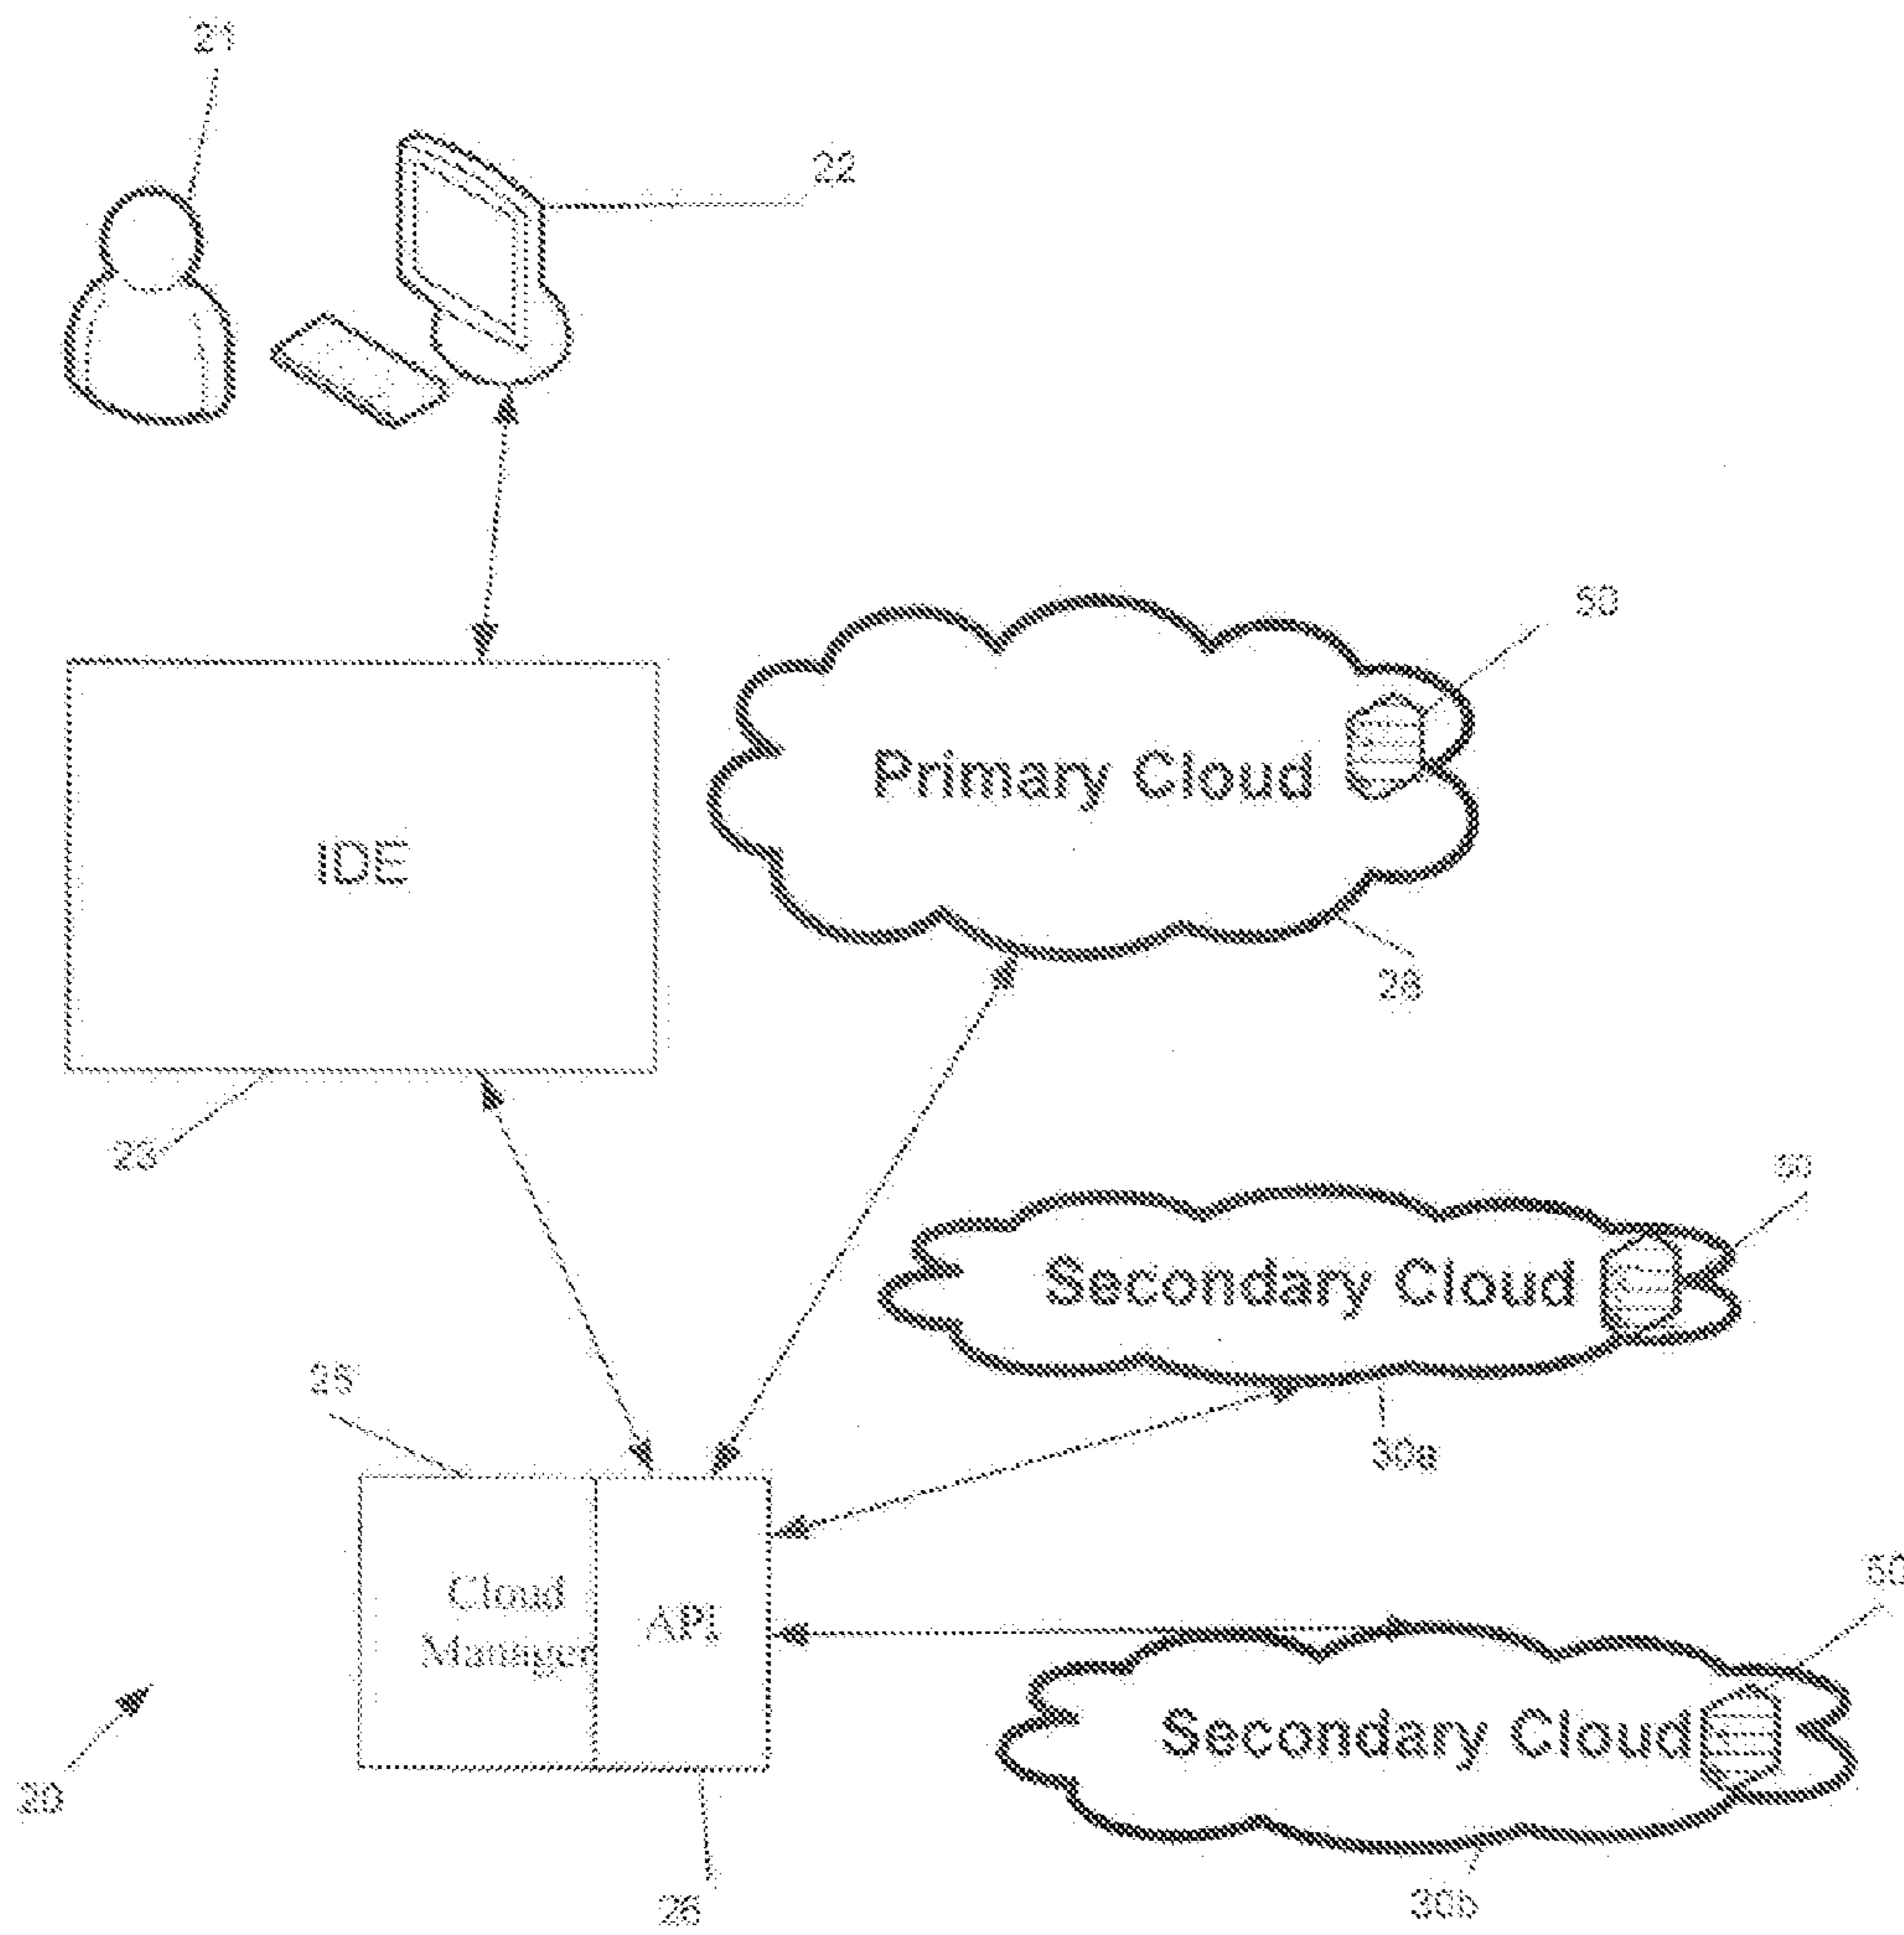 21
22
50
IDE
Primary Cloud
28
23
50
Secondary Cloud
25
30a
50
Cloud
Manager
API
Secondary Cloud
20
26
30b